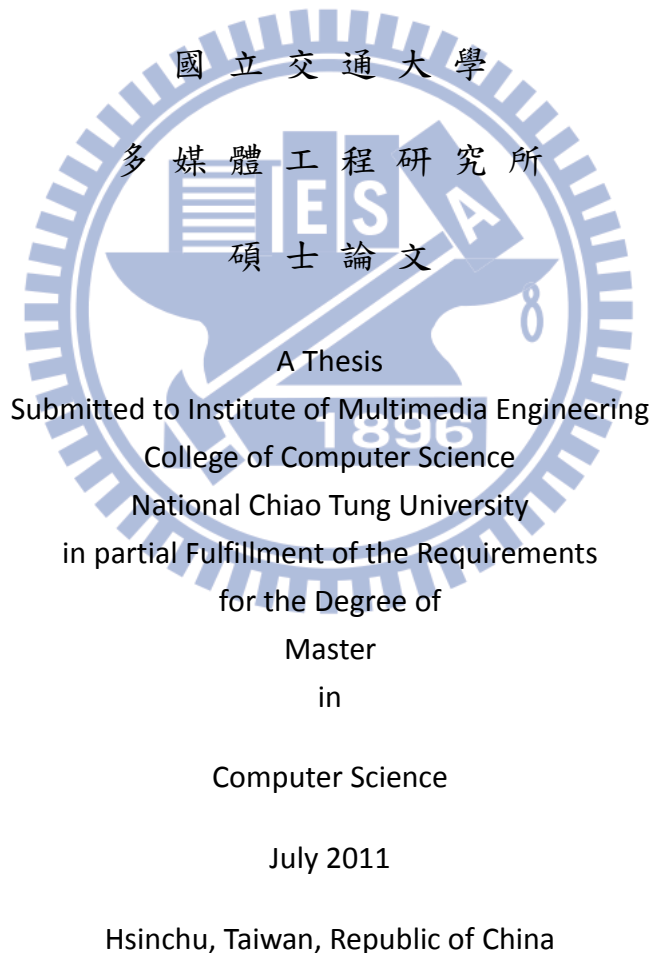 國 立 交 通 大 學
多 媒 體 工 程 研 究 所
碩 士 論 文
ESA
A Thesis
Submitted to Institute of Multimedia Engineering
College of Computer Science
1896
National Chiao Tung University
in partial Fulfillment of the Requirements
for the Degree of
Master
in
Computer Science
July 2011
Hsinchu, Taiwan, Republic of China